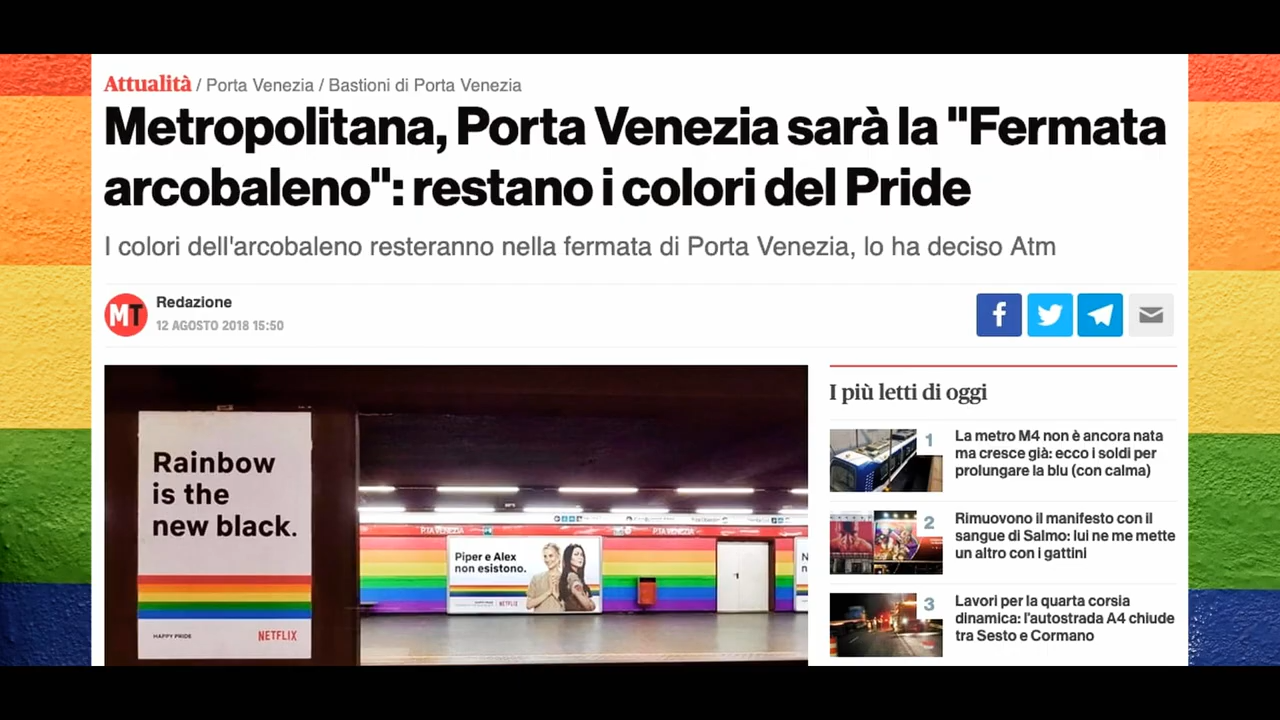 Attualità / Porta Venezia / Bastioni di Porta Venezia
Metropolitana, Porta Venezia sarà la "Fermata
arcobaleno": restano i colori del Pride
I colori dell'arcobaleno resteranno nella fermata di Porta Venezia, lo ha deciso Atm
MT
Redazione
12 AGOSTO 2018 15:50
Rainbow
is the
new black.
HAPPY PRIDE
NETFLIX
P.TA VENEZIA
P.TA VENEZIA
Piper e Alex
non esistono.
NETFLIX
I più letti di oggi
1
La metro M4 non è ancora nata
ma cresce già: ecco i soldi per
prolungare la blu (con calma)
2
Rimuovono il manifesto con il
sangue di Salmo: lui ne me mette
un altro con i gattini
3
Lavori per la quarta corsia
dinamica: l'autostrada A4 chiude
tra Sesto e Cormano